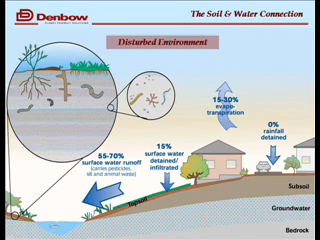 Denbow
The Soil & Water Connection
Disturbed Environment
15-30%
evapo-
transpiration
0%
rainfall
detained
15%
surface water
detained/
infiltrated
55-70%
surface water runoff
(carries pesticides,
silt and animal waste)
Topsoil
Subsoil
Groundwater
Bedrock